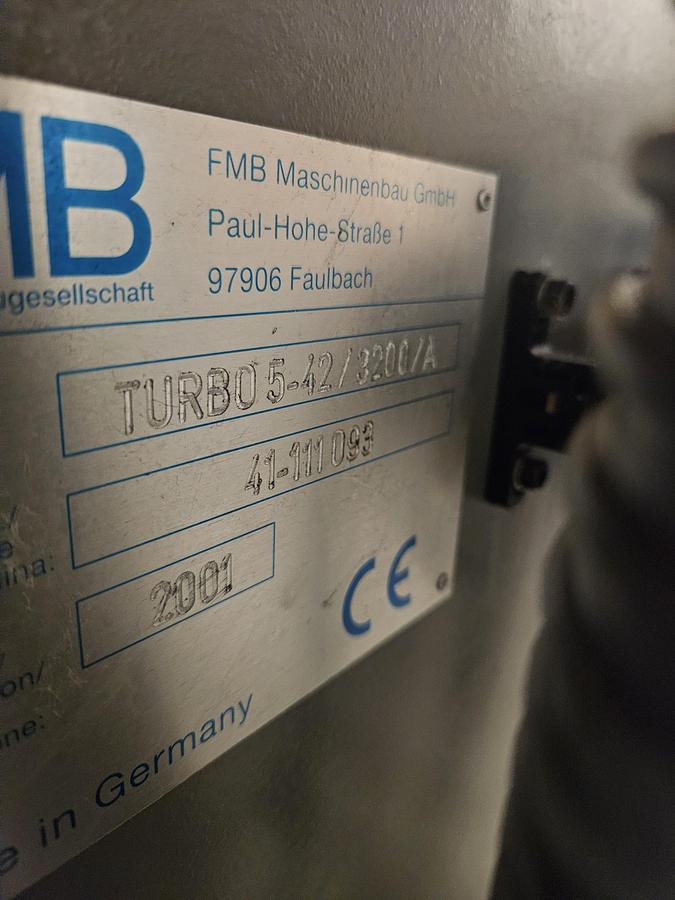 MB
FMB Maschinenbau GmbH
Paul-Hohe-Straße 1
97906 Faulbach
ugesellschaft
TURBO 5-42/3200/A
41-111 093
ina:
2001
CE
on/
ne:
e in Germany